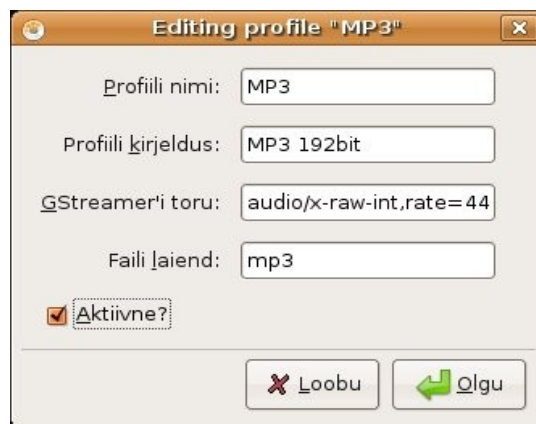 Editing profile "MP3"
Profiili nimi: MP3
Profiili kirjeldus: MP3 192bit
GStreamer'i toru: audio/x-raw-int,rate=44
Faili laiend: mp3
Aktiivne?
Loobu Olgu